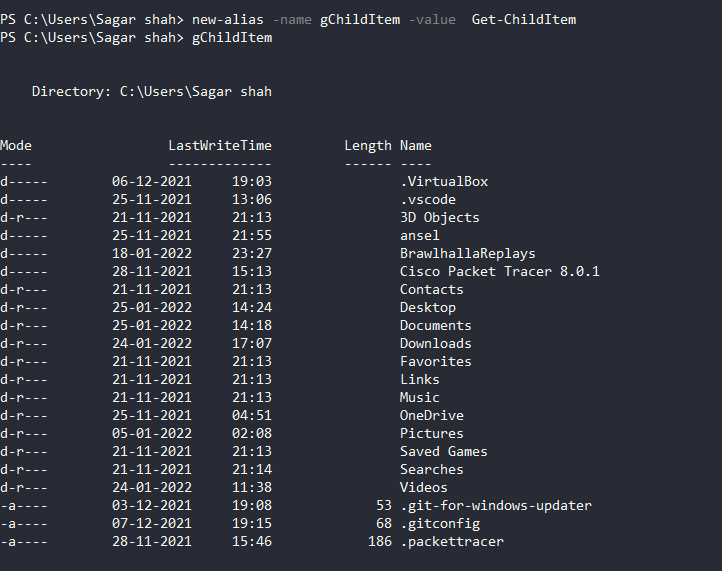 PS C:\Users\Sagar shah> new-alias -name gChildItem -value  Get-ChildItem
PS C:\Users\Sagar shah> gChildItem
Directory: C:\Users\Sagar shah
Mode                 LastWriteTime         Length Name
----                 -------------         ------ ----
d-----        06-12-2021     19:03                .VirtualBox
d-----        25-11-2021     13:06                .vscode
d-r---        21-11-2021     21:13                3D Objects
d-----        25-11-2021     21:55                ansel
d-----        18-01-2022     23:27                BrawlhallaReplays
d-----        28-11-2021     15:13                Cisco Packet Tracer 8.0.1
d-r---        21-11-2021     21:13                Contacts
d-r---        25-01-2022     14:24                Desktop
d-r---        25-01-2022     14:18                Documents
d-r---        24-01-2022     17:07                Downloads
d-r---        21-11-2021     21:13                Favorites
d-r---        21-11-2021     21:13                Links
d-r---        21-11-2021     21:13                Music
d-r---        25-11-2021     04:51                OneDrive
d-r---        05-01-2022     02:08                Pictures
d-r---        21-11-2021     21:13                Saved Games
d-r---        21-11-2021     21:14                Searches
d-r---        24-01-2022     11:38                Videos
-a----        03-12-2021     19:08             53 .git-for-windows-updater
-a----        07-12-2021     19:15             68 .gitconfig
-a----        28-11-2021     15:46            186 .packettracer